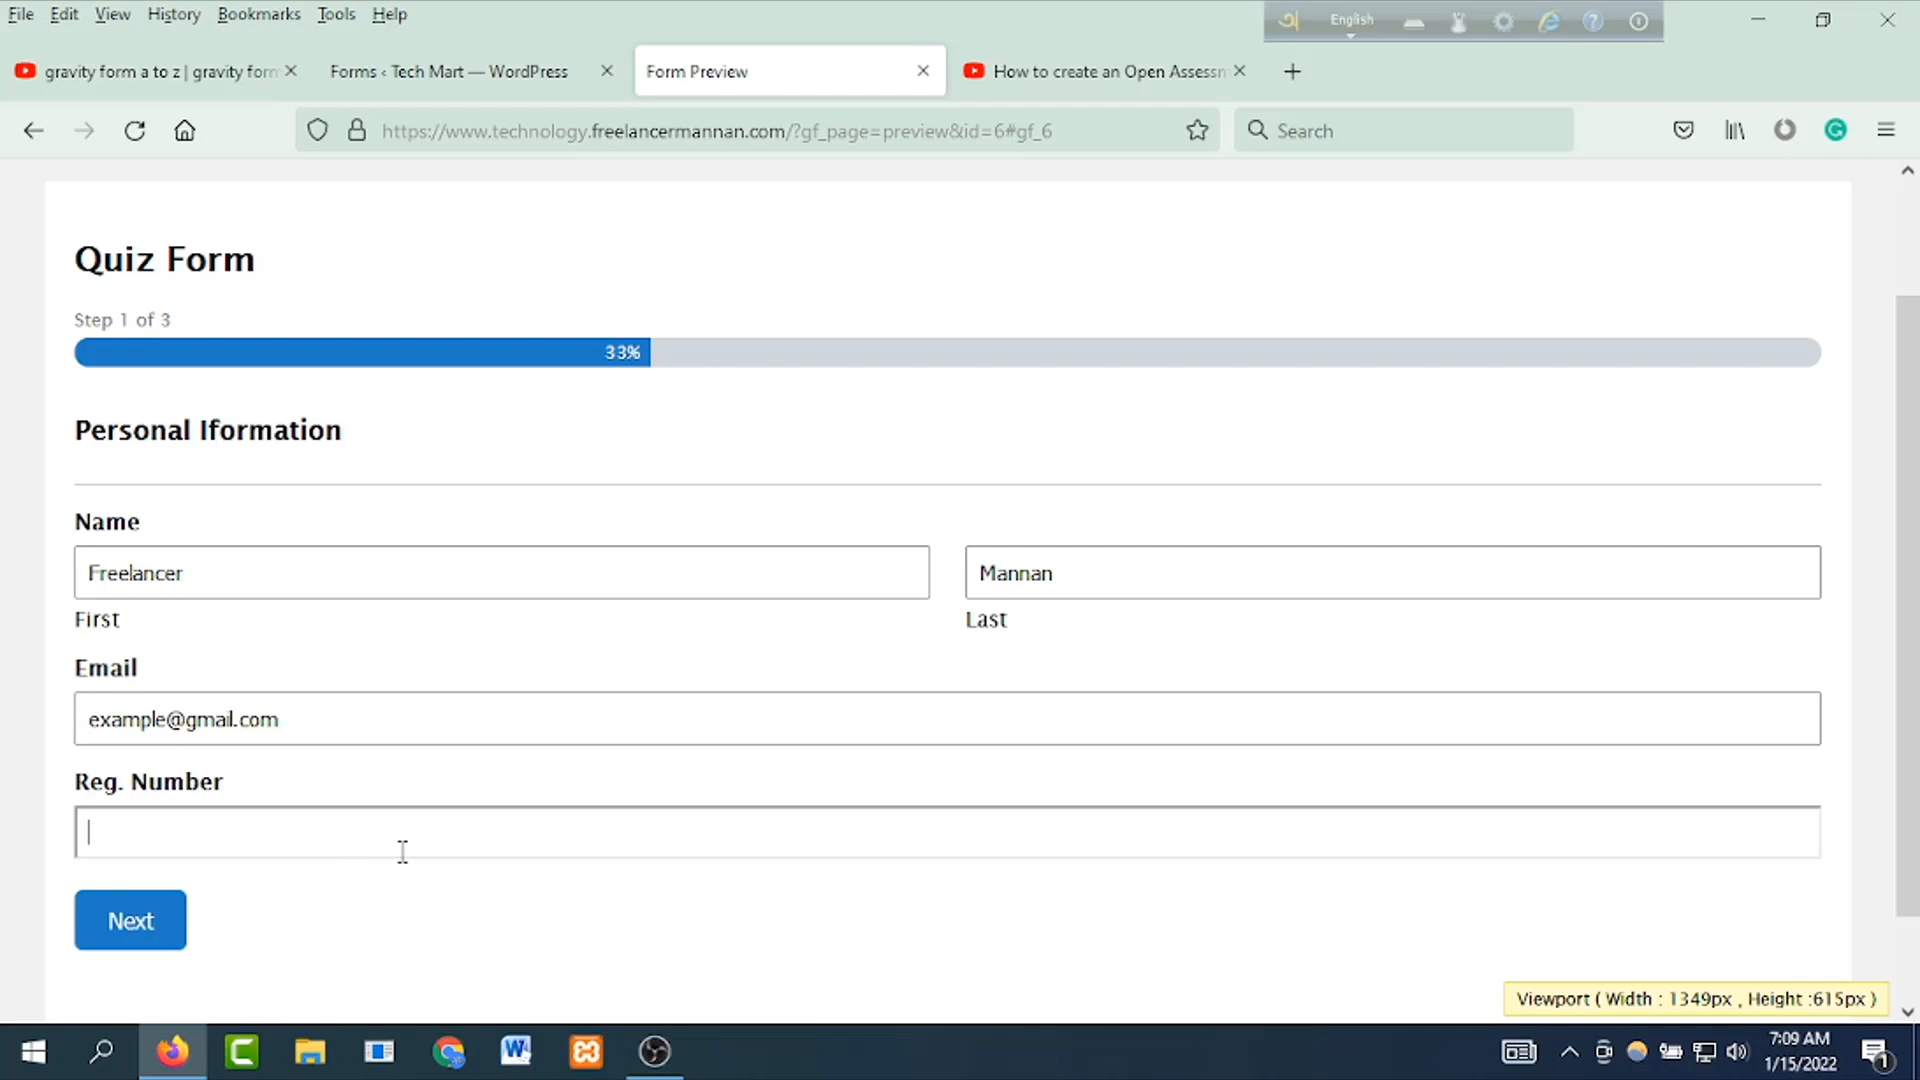 File Edit View History Bookmarks Tools Help
English
gravity form a to z | gravity form
Forms ‹ Tech Mart — WordPress
Form Preview
How to create an Open Assessm
https://www.technology.freelancermannan.com/?gf_page=preview&id=6#gf_6
Search
Quiz Form
Step 1 of 3
33%
Personal Iformation
Name
Freelancer
Mannan
First
Last
Email
example@gmail.com
Reg. Number
Next
Viewport ( Width : 1349px , Height :615px )
7:09 AM
1/15/2022
1